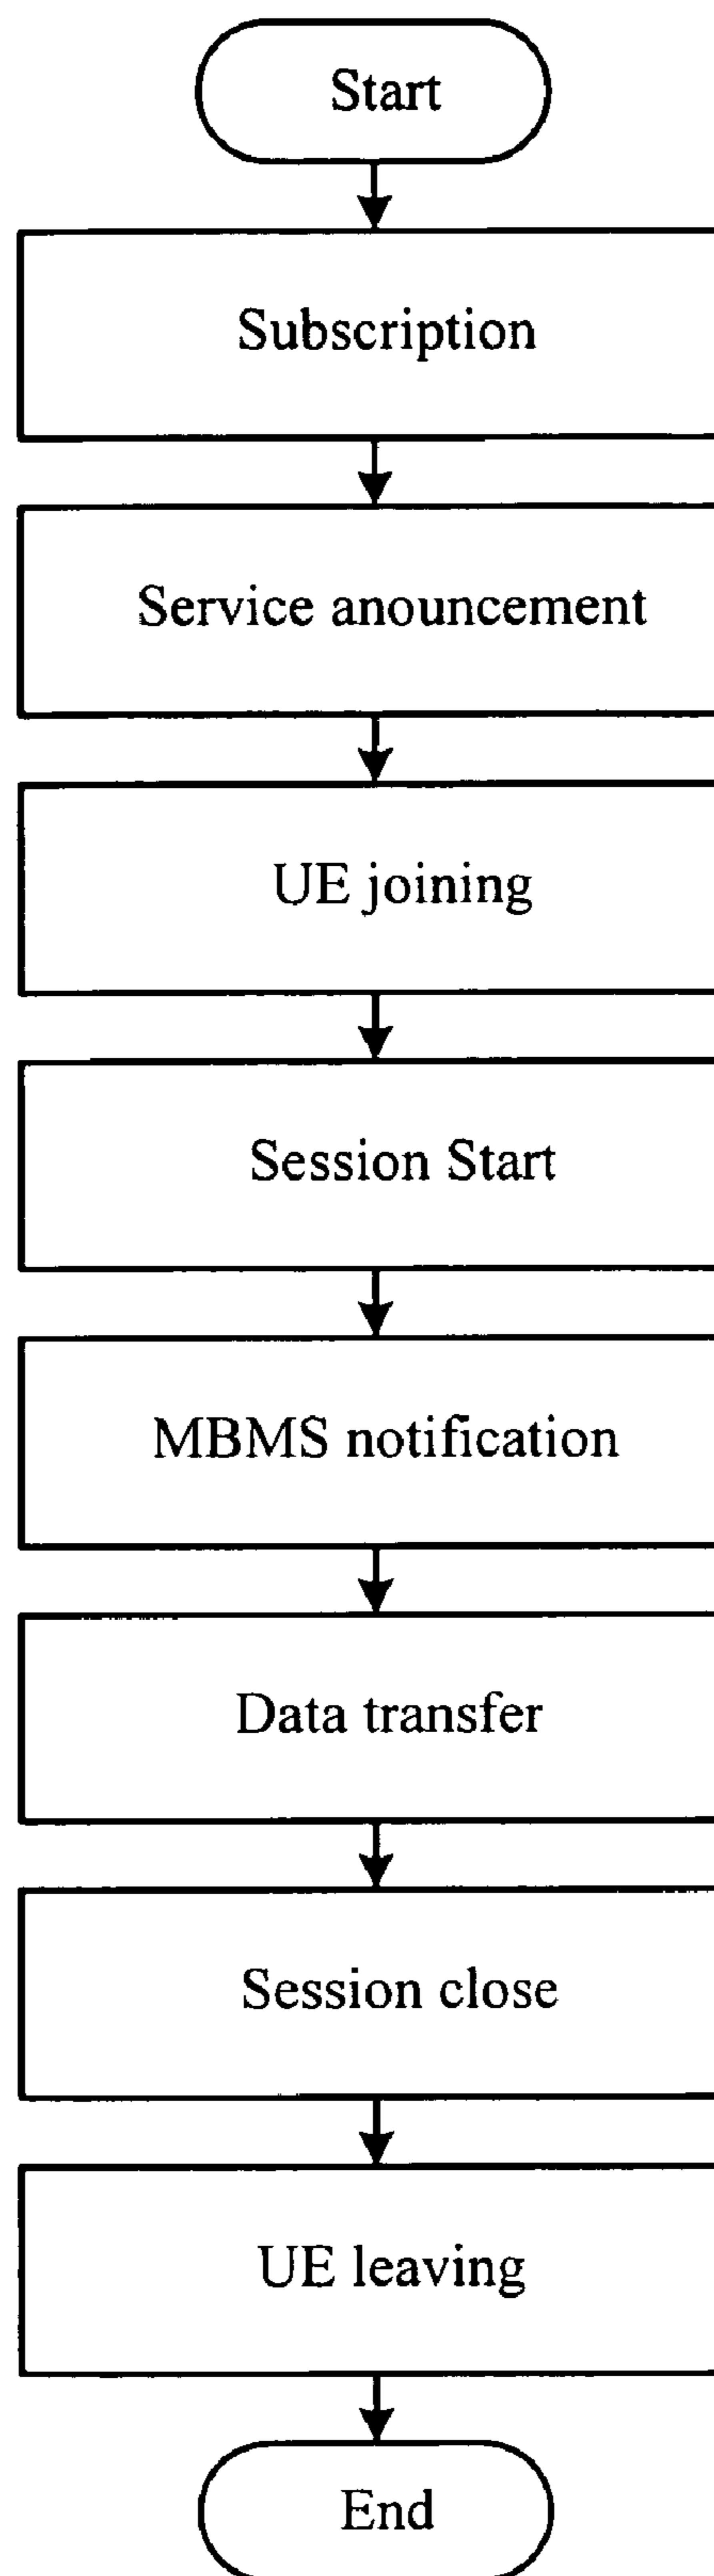 Start
Subscription
Service anouncement
UE joining
Session Start
MBMS notification
Data transfer
Session close
UE leaving
End